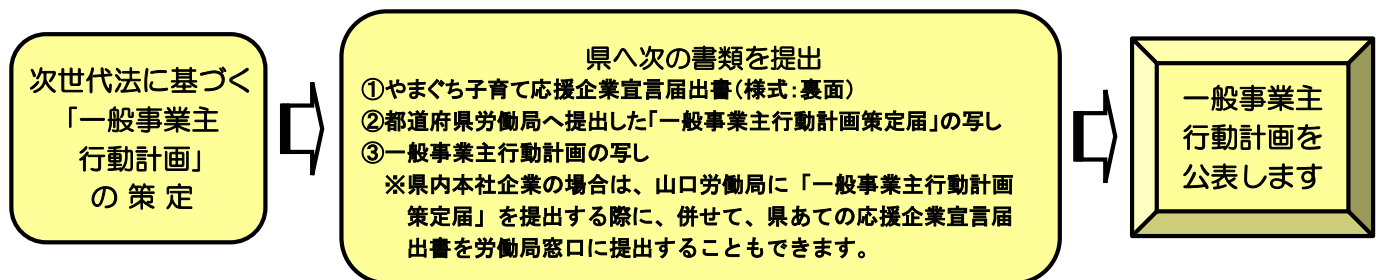 次世代法に基づく
「一般事業主
行動計画」
の 策 定
県へ次の書類を提出
①やまぐち子育て応援企業宣言届出書(様式:裏面)
②都道府県労働局へ提出した「一般事業主行動計画策定届」の写し
③一般事業主行動計画の写し
※県内本社企業の場合は、山口労働局に「一般事業主行動計画
策定届」を提出する際に、併せて、県あての応援企業宣言届
出書を労働局窓口に提出することもできます。
一般事業主
行動計画を
公表します